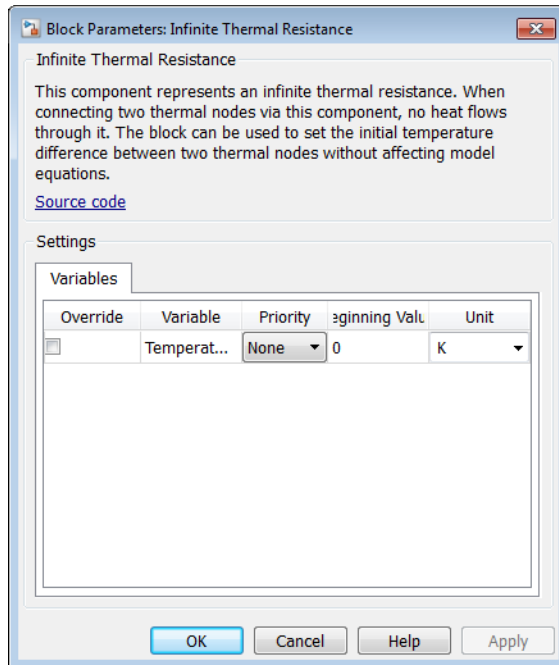 Block Parameters: Infinite Thermal Resistance
Infinite Thermal Resistance
This component represents an infinite thermal resistance. When
connecting two thermal nodes via this component, no heat flows
through it. The block can be used to set the initial temperature
difference between two thermal nodes without affecting model
equations.
Source code
Settings
Variables
Override Variable Priority eginning Valu Unit
Temperat... None 0 K
OK Cancel Help Apply